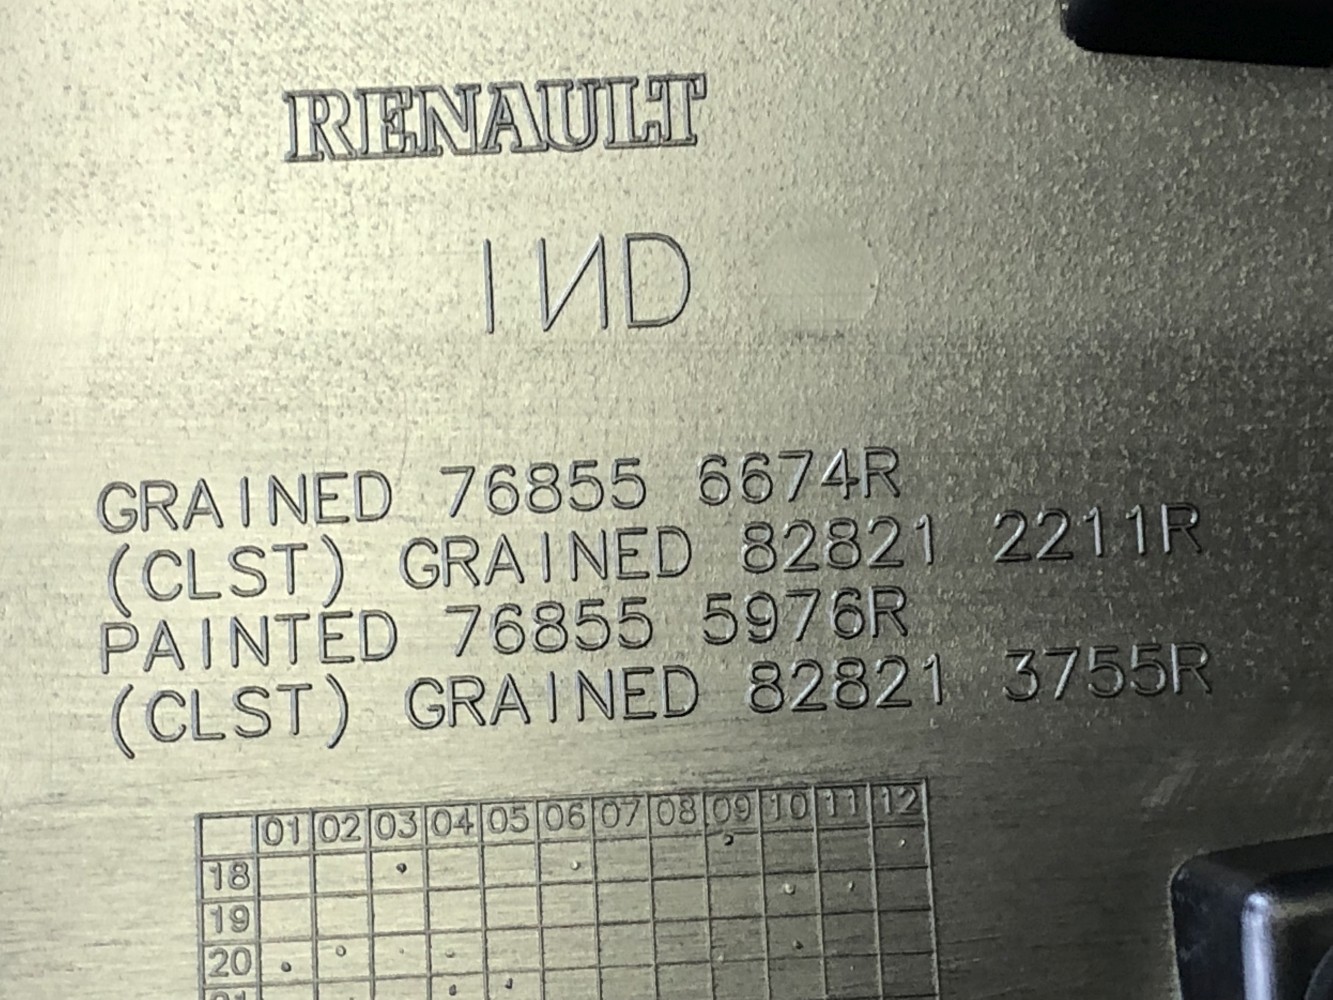 RENAULT
IND
GRAINED 76855 6674R
(CLST) GRAINED 82821 2211R
PAINTED 76855 5976R
(CLST) GRAINED 82821 3755R
01 02 03 04 05 06 07 08 09 10 11 12
18
19
20